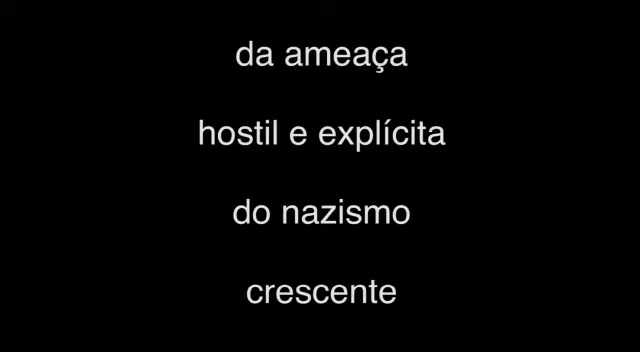 da ameaça
hostil e explícita
do nazismo
crescente